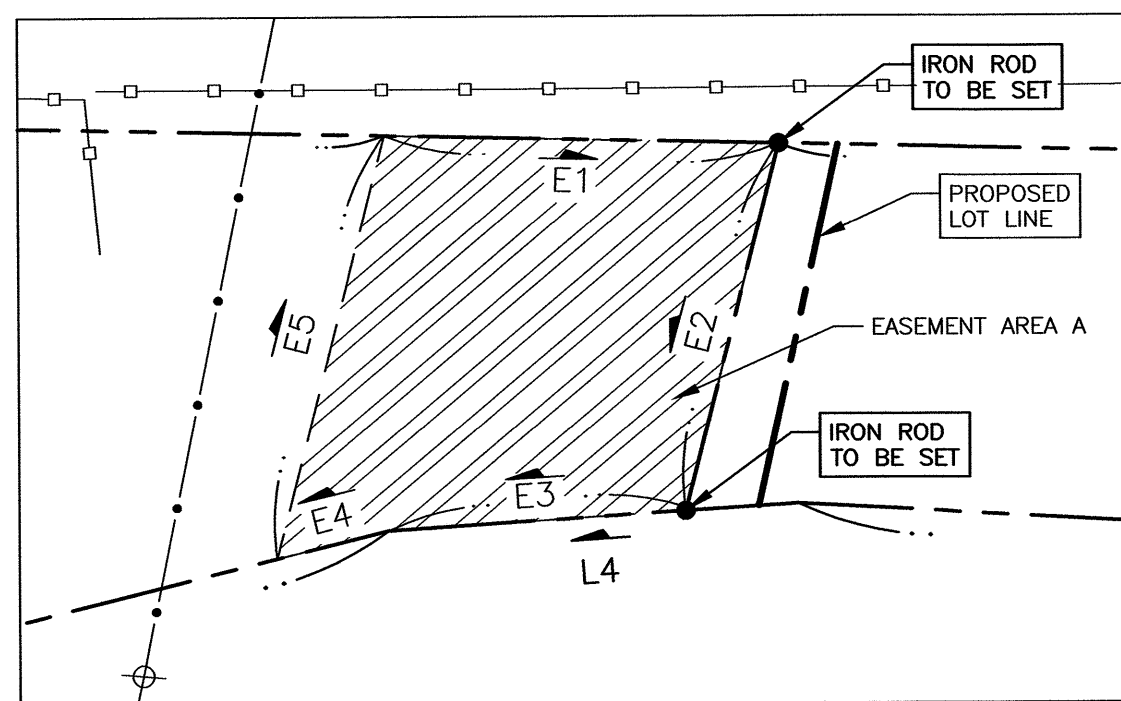 IRON ROD
TO BE SET
E1
PROPOSED
LOT LINE
E5
E2
EASEMENT AREA A
IRON ROD
TO BE SET
E3
E4
L4